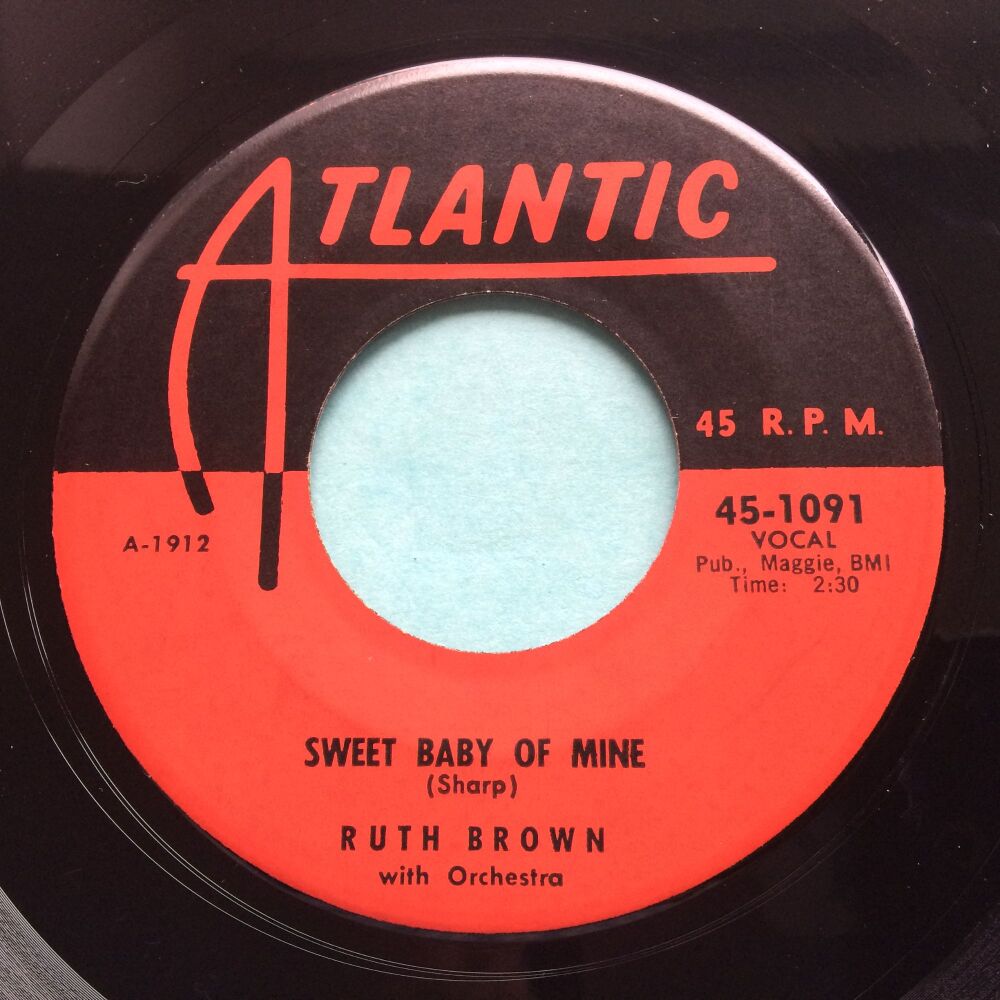 ATLANTIC
45 R.P.M.
45-1091
VOCAL
Pub., Maggie, BMI
Time: 2:30
A-1912
SWEET BABY OF MINE
(Sharp)
RUTH BROWN
with Orchestra